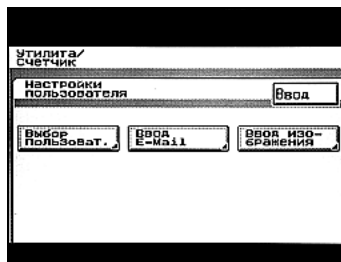 Утилита/
Счетчик
Настройки
пользователя
Ввод
Выбор
пользоват.
Ввод
E-Mail
Ввод изо-
бражения